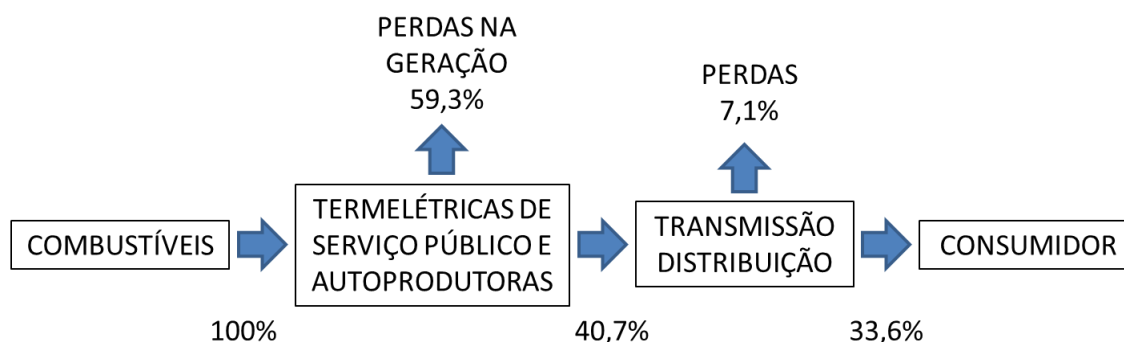 PERDAS NA
GERAÇÃO
59,3%
PERDAS
7,1%
COMBUSTÍVEIS
TERMELÉTRICAS DE
SERVIÇO PÚBLICO E
AUTOPRODUTORAS
TRANSMISSÃO
DISTRIBUIÇÃO
CONSUMIDOR
100%
40,7%
33,6%